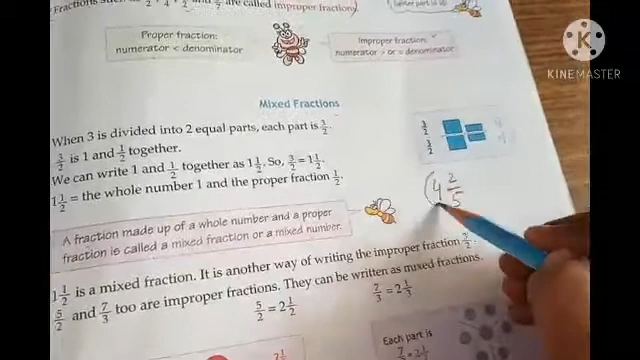 are called improper fractions
Proper fraction:
numerator < denominator
Improper fraction:
numerator > or = denominator
KINEMASTER
Mixed Fractions
When 3 is divided into 2 equal parts, each part is 3/2.
3/2 is 1 and 1/2 together.
We can write 1 and 1/2 together as 1 1/2. So, 3/2 = 1 1/2.
1 1/2 = the whole number 1 and the proper fraction 1/2.
3/2
3/2
4 2/5
A fraction made up of a whole number and a proper
fraction is called a mixed fraction or a mixed number.
1 1/2 is a mixed fraction. It is another way of writing the improper fraction 3/2.
5/2 and 7/3 too are improper fractions. They can be written as mixed fractions.
5/2 = 2 1/2
7/3 = 2 1/3
Each part is